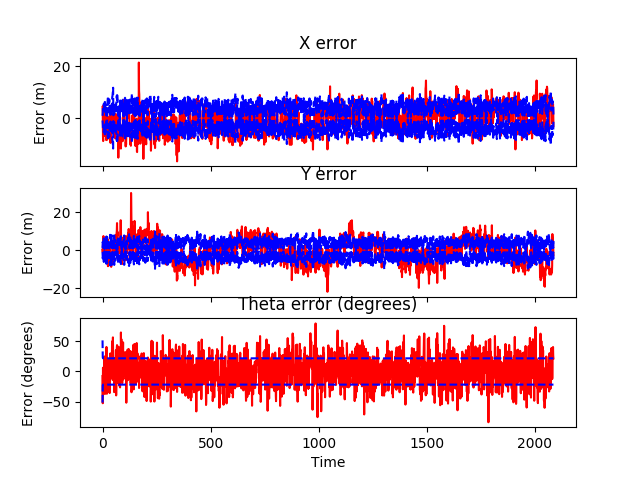 X error
20
0
Error (m)
Y error
20
0
−20
Error (m)
Theta error (degrees)
50
0
−50
Error (degrees)
0 500 1000 1500 2000
Time